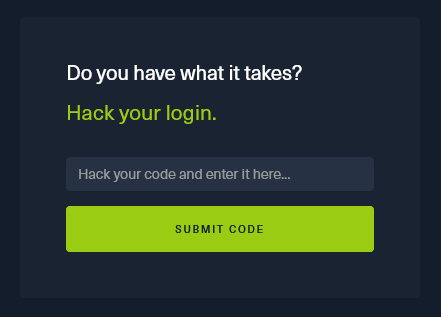 Do you have what it takes?
Hack your login.
Hack your code and enter it here...
SUBMIT CODE